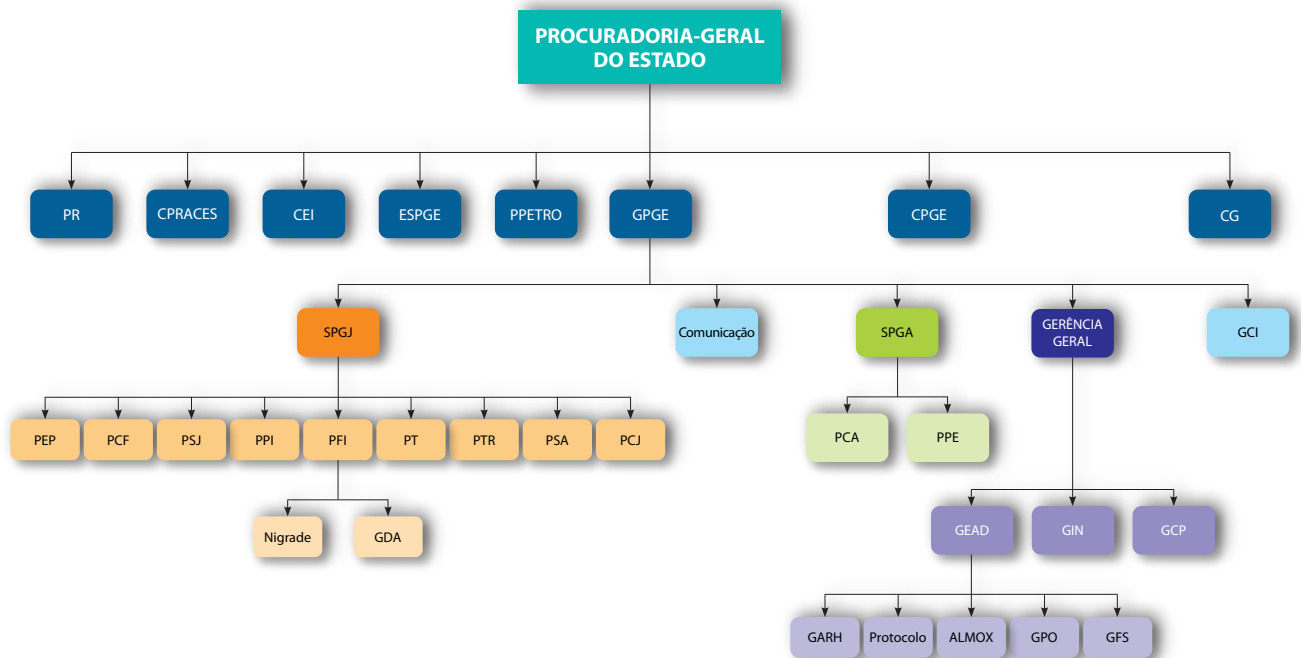 PROCURADORIA-GERAL
DO ESTADO
PR
CPRACES
CEI
ESPGE
PPETRO
GPGE
CPGE
CG
SPGJ
Comunicação
SPGA
GERÊNCIA
GERAL
GCI
PEP
PCF
PSJ
PPI
PFI
PT
PTR
PSA
PCJ
PCA
PPE
Nigrade
GDA
GEAD
GIN
GCP
GARH
Protocolo
ALMOX
GPO
GFS